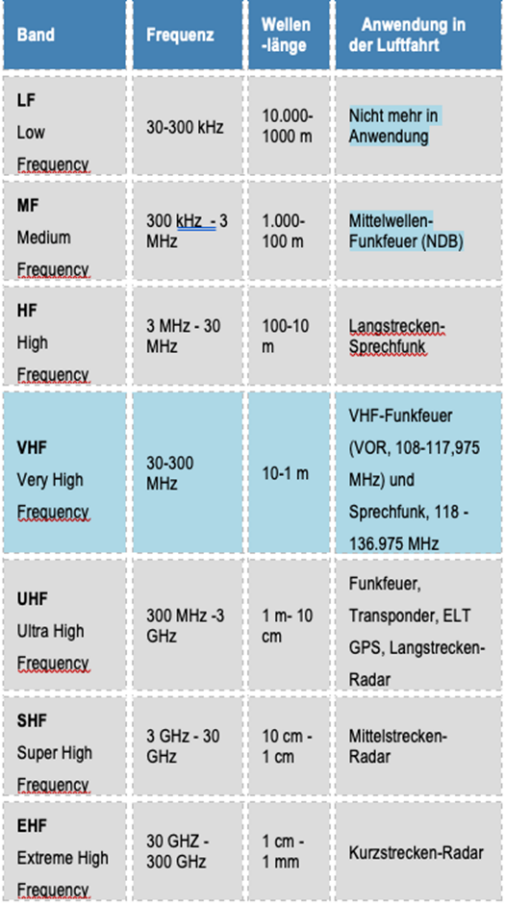 Band
Frequenz
Wellen
-länge
Anwendung in
der Luftfahrt
LF
Low
Frequency
30-300 kHz
10.000-
1000 m
Nicht mehr in
Anwendung
MF
Medium
Frequency
300 kHz - 3
MHz
1.000-
100 m
Mittelwellen-
Funkfeuer (NDB)
HF
High
Frequency
3 MHz - 30
MHz
100-10
m
Langstrecken-
Sprechfunk
VHF
Very High
Frequency
30-300
MHz
10-1 m
VHF-Funkfeuer
(VOR, 108-117,975
MHz) und
Sprechfunk, 118 -
136.975 MHz
UHF
Ultra High
Frequency
300 MHz -3
GHz
1 m- 10
cm
Funkfeuer,
Transponder, ELT
GPS, Langstrecken-
Radar
SHF
Super High
Frequency
3 GHz - 30
GHz
10 cm -
1 cm
Mittelstrecken-
Radar
EHF
Extreme High
Frequency
30 GHZ -
300 GHz
1 cm -
1 mm
Kurzstrecken-Radar